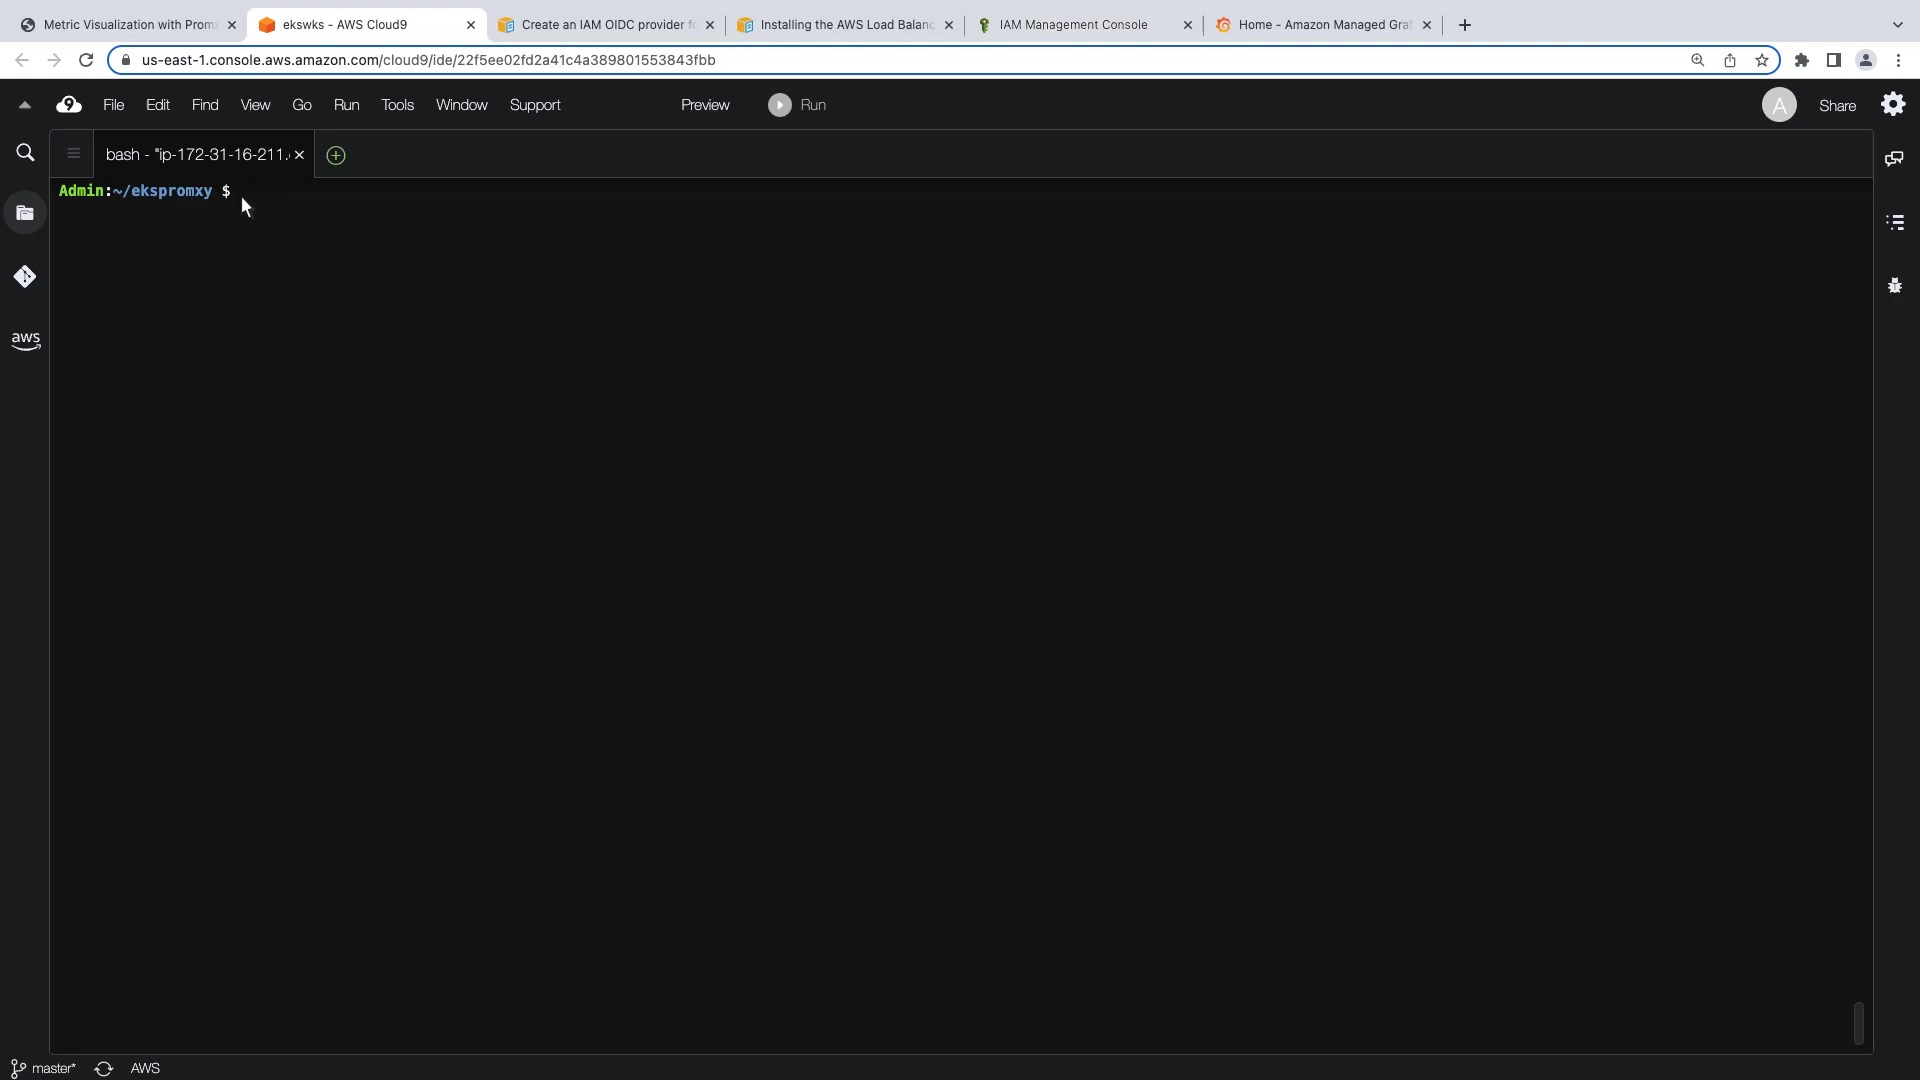 Metric Visualization with Prom
ekswks - AWS Cloud9
Create an IAM OIDC provider f
Installing the AWS Load Balanc
IAM Management Console
Home - Amazon Managed Gra
us-east-1.console.aws.amazon.com/cloud9/ide/22f5ee02fd2a41c4a389801553843fbb
9 File Edit Find View Go Run Tools Window Support Preview Run A Share
bash - "ip-172-31-16-211.
Admin:~/ekspromxy $
aws
master* AWS